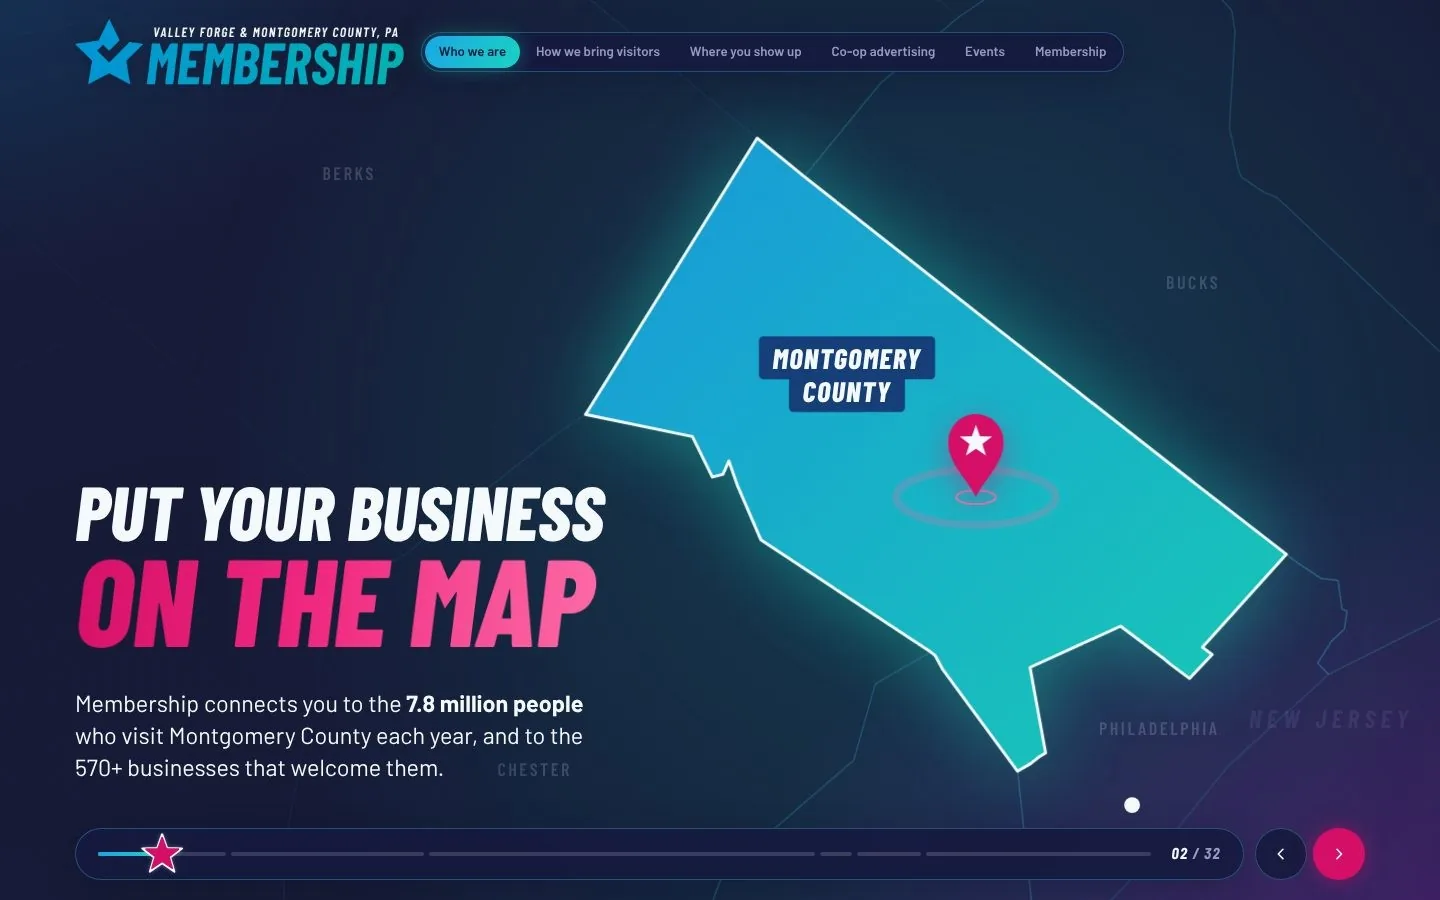 VALLEY FORGE & MONTGOMERY COUNTY, PA
MEMBERSHIP
Who we are
How we bring visitors
Where you show up
Co-op advertising
Events
Membership
BERKS
BUCKS
MONTGOMERY
COUNTY
PUT YOUR BUSINESS
ON THE MAP
Membership connects you to the 7.8 million people
who visit Montgomery County each year, and to the
570+ businesses that welcome them.
CHESTER
PHILADELPHIA
NEW JERSEY
02 / 32